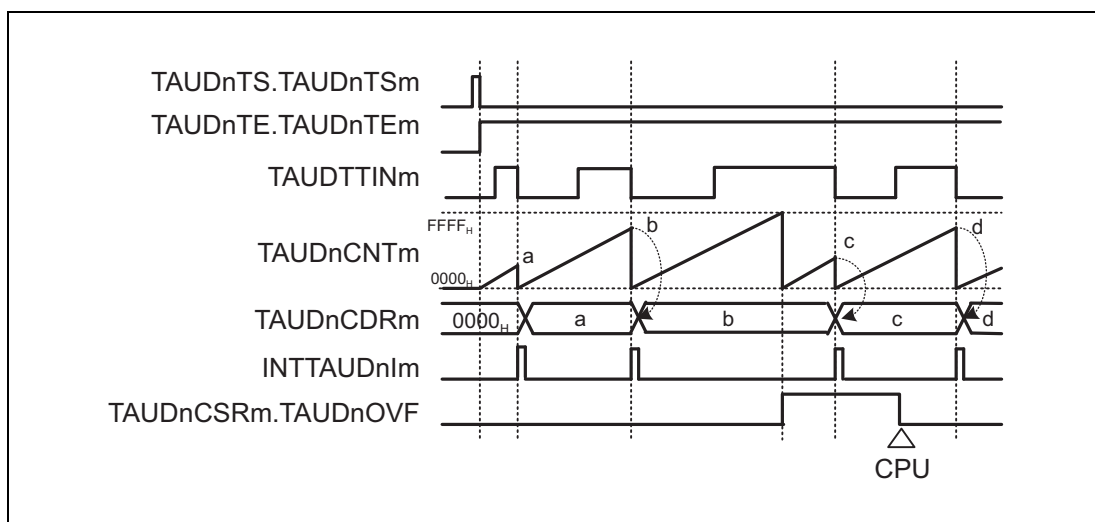 TAUDnTS.TAUDnTSm
TAUDnTE.TAUDnTEm
TAUDTTINm
FFFFH
TAUDnCNTm
0000H
a
b
c
d
TAUDnCDRm
0000H
a
b
c
d
INTTAUDnIm
TAUDnCSRm.TAUDnOVF
CPU